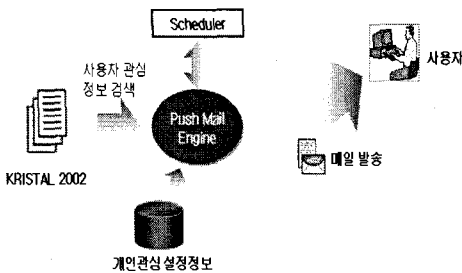 Scheduler
사용자
사용자 관심
정보 검색
Push Mail
Engine
메일 발송
KRISTAL 2002
개인관심 설정정보